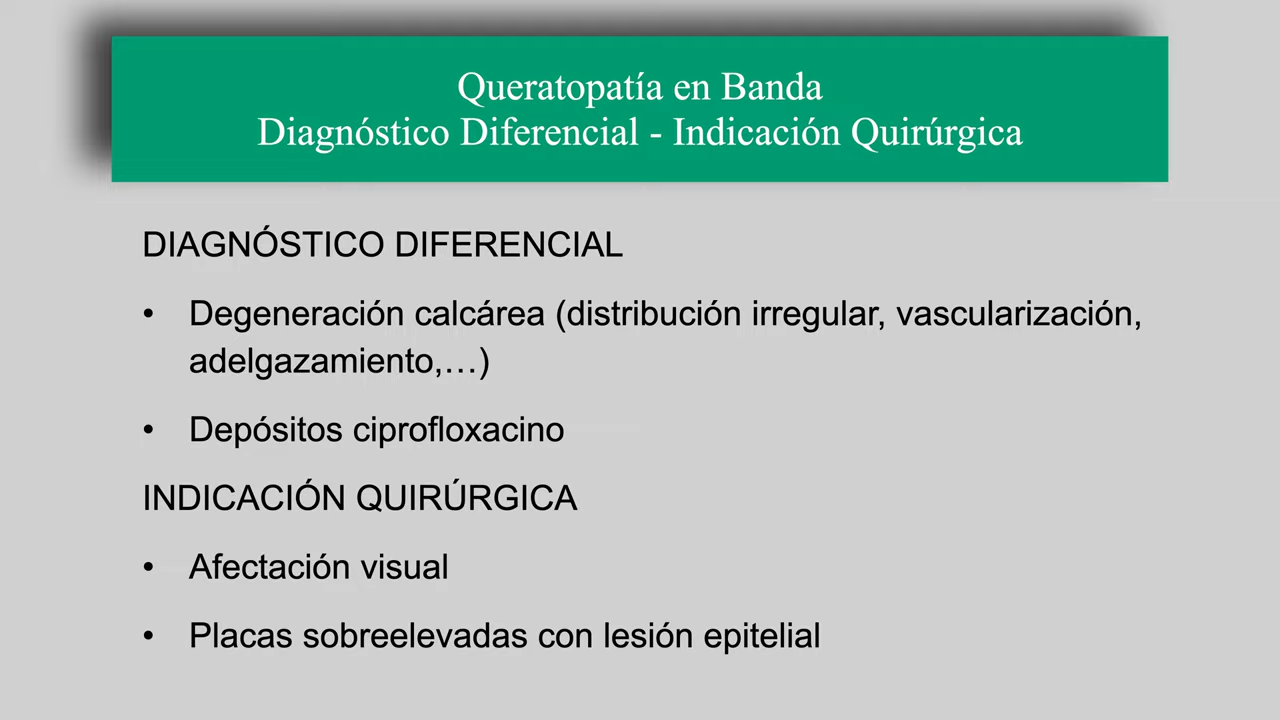 Queratopatía en Banda
Diagnóstico Diferencial - Indicación Quirúrgica
DIAGNÓSTICO DIFERENCIAL
• Degeneración calcárea (distribución irregular, vascularización,
adelgazamiento,…)
• Depósitos ciprofloxacino
INDICACIÓN QUIRÚRGICA
• Afectación visual
• Placas sobreelevadas con lesión epitelial